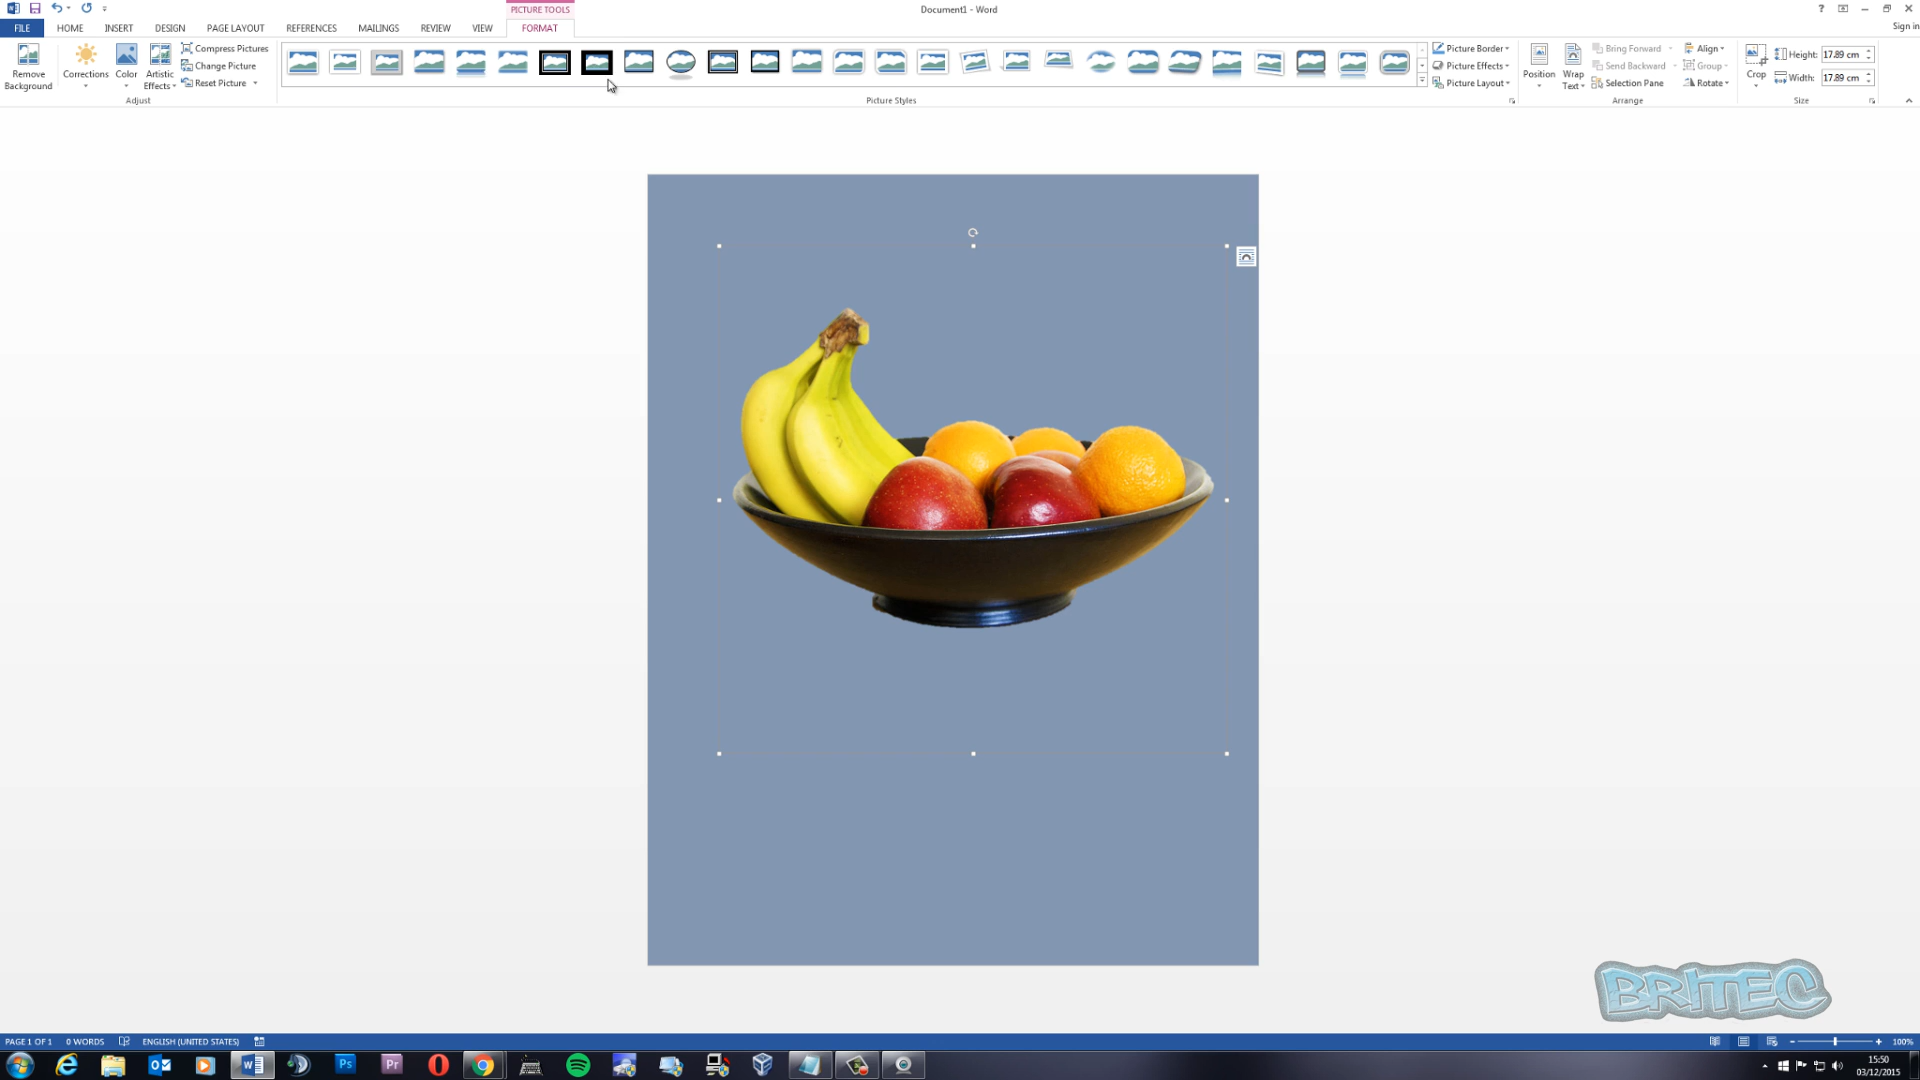 PICTURE TOOLS
Document1 - Word
?
Sign in
FILE
HOME
INSERT
DESIGN
PAGE LAYOUT
REFERENCES
MAILINGS
REVIEW
VIEW
FORMAT
Remove Background
Corrections
Color
Artistic Effects
Compress Pictures
Change Picture
Reset Picture
Adjust
Picture Styles
Picture Border
Picture Effects
Picture Layout
Position
Wrap Text
Bring Forward
Send Backward
Selection Pane
Align
Group
Rotate
Arrange
Crop
Height: 17.89 cm
Width: 17.89 cm
Size
BRITEC
PAGE 1 OF 1
0 WORDS
ENGLISH (UNITED STATES)
100%
Ps
Pr
15:50
03/12/2015